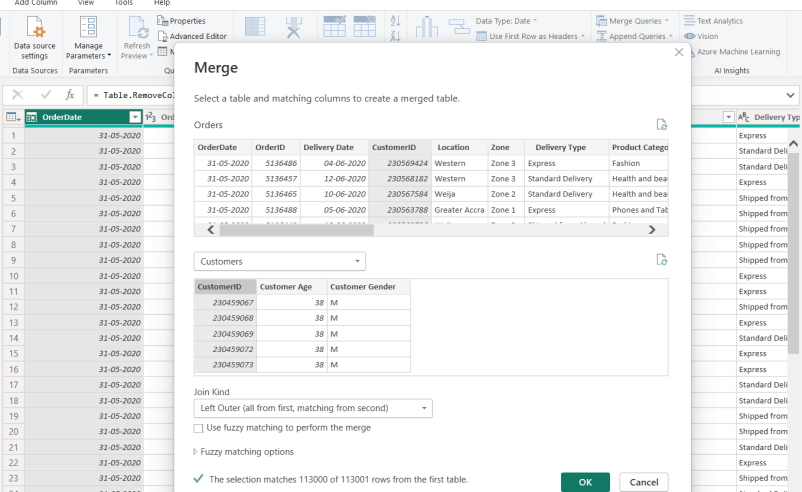 Add Column View Tools Help
Properties
Data Type: Date
Merge Queries
Text Analytics
Advanced Editor
Use First Row as Headers
Append Queries
Vision
Data source settings
Manage Parameters
Refresh Preview
Azure Machine Learning
Data Sources Parameters
AI Insights
fx = Table.RemoveCol
OrderDate
1²3 Ord
ABC Delivery Typ
1 31-05-2020 Express
2 31-05-2020 Standard Deli
3 31-05-2020 Standard Deli
4 31-05-2020 Express
5 31-05-2020 Shipped from
6 31-05-2020 Shipped from
7 31-05-2020 Shipped from
8 31-05-2020 Shipped from
9 31-05-2020 Shipped from
10 31-05-2020 Express
11 31-05-2020 Express
12 31-05-2020 Shipped from
13 31-05-2020 Express
14 31-05-2020 Standard Deli
15 31-05-2020 Express
16 31-05-2020 Express
17 31-05-2020 Standard Deli
18 31-05-2020 Standard Deli
19 31-05-2020 Shipped from
20 31-05-2020 Shipped from
21 31-05-2020 Standard Deli
22 31-05-2020 Express
23 31-05-2020 Shipped from
Merge
Select a table and matching columns to create a merged table.
Orders
OrderDate OrderID Delivery Date CustomerID Location Zone Delivery Type Product Catego
31-05-2020 5136486 04-06-2020 230569424 Western Zone 3 Express Fashion
31-05-2020 5136457 12-06-2020 230568182 Western Zone 3 Standard Delivery Health and bea
31-05-2020 5136465 10-06-2020 230567584 Weija Zone 2 Standard Delivery Health and bea
31-05-2020 5136488 05-06-2020 230563788 Greater Accra Zone 1 Express Phones and Tab
Customers
CustomerID Customer Age Customer Gender
230459067 38 M
230459068 38 M
230459069 38 M
230459072 38 M
230459073 38 M
Join Kind
Left Outer (all from first, matching from second)
Use fuzzy matching to perform the merge
Fuzzy matching options
The selection matches 113000 of 113001 rows from the first table.
OK Cancel